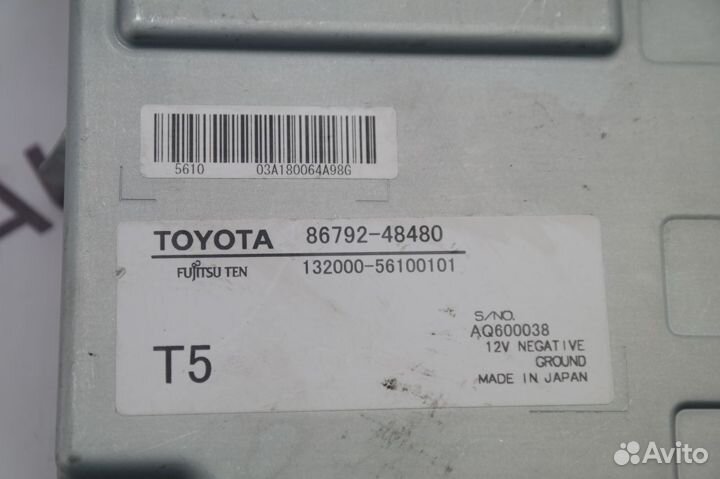 5610 03A180064A98G
TOYOTA 86792-48480
FUJITSU TEN 132000-56100101
S/NO.
AQ600038
T5
12V NEGATIVE
GROUND
MADE IN JAPAN
Avito